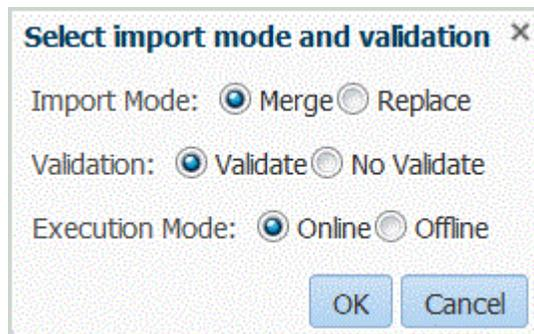 Select import mode and validation ×
Import Mode: Merge Replace
Validation: Validate No Validate
Execution Mode: Online Offline
OK Cancel